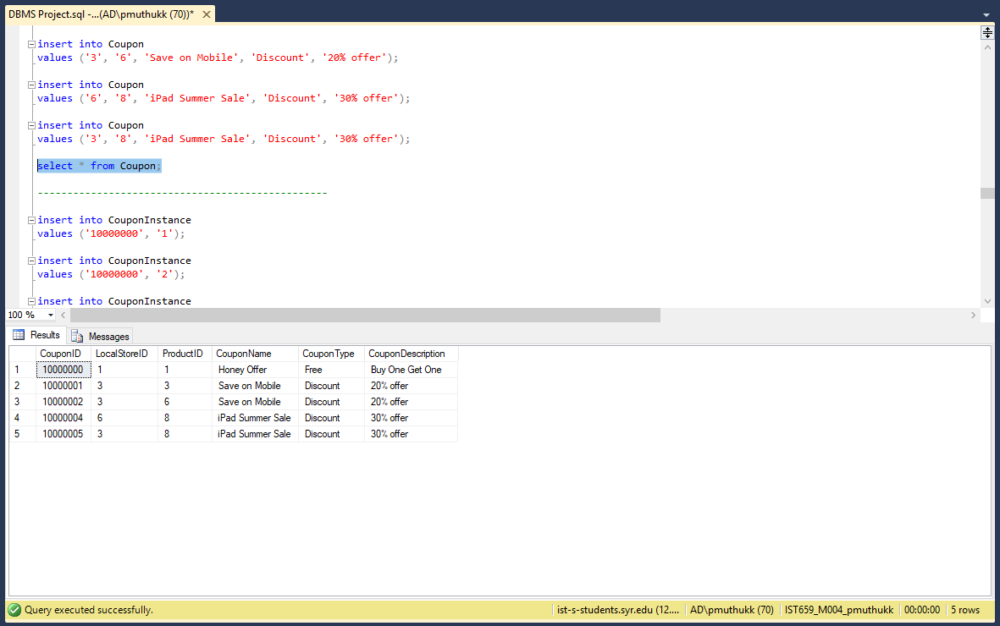 DBMS Project.sql -...(AD\pmuthukk (70))*
insert into Coupon
values ('3', '6', 'Save on Mobile', 'Discount', '20% offer');
insert into Coupon
values ('6', '8', 'iPad Summer Sale', 'Discount', '30% offer');
insert into Coupon
values ('3', '8', 'iPad Summer Sale', 'Discount', '30% offer');
select * from Coupon;
-------------------------------------------------
insert into CouponInstance
values ('10000000', '1');
insert into CouponInstance
values ('10000000', '2');
insert into CouponInstance
100 %
Results Messages
CouponID LocalStoreID ProductID CouponName CouponType CouponDescription
1 10000000 1 1 Honey Offer Free Buy One Get One
2 10000001 3 3 Save on Mobile Discount 20% offer
3 10000002 3 6 Save on Mobile Discount 20% offer
4 10000004 6 8 iPad Summer Sale Discount 30% offer
5 10000005 3 8 iPad Summer Sale Discount 30% offer
Query executed successfully. ist-s-students.syr.edu (12.... AD\pmuthukk (70) IST659_M004_pmuthukk 00:00:00 5 rows